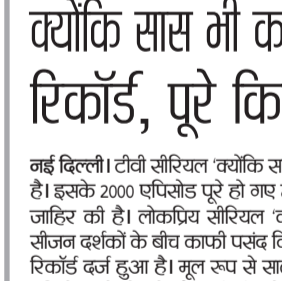 क्योंकि सास भी
रिकॉर्ड, पूरे
नई दिल्ली। टीवी सीरियल 'क्योंकि
है। इसके 2000 एपिसोड पूरे हो गए
जाहिर की है। लोकप्रिय सीरियल
सीजन दर्शकों के बीच काफी पसंद
रिकॉर्ड दर्ज हुआ है। मूल रूप से